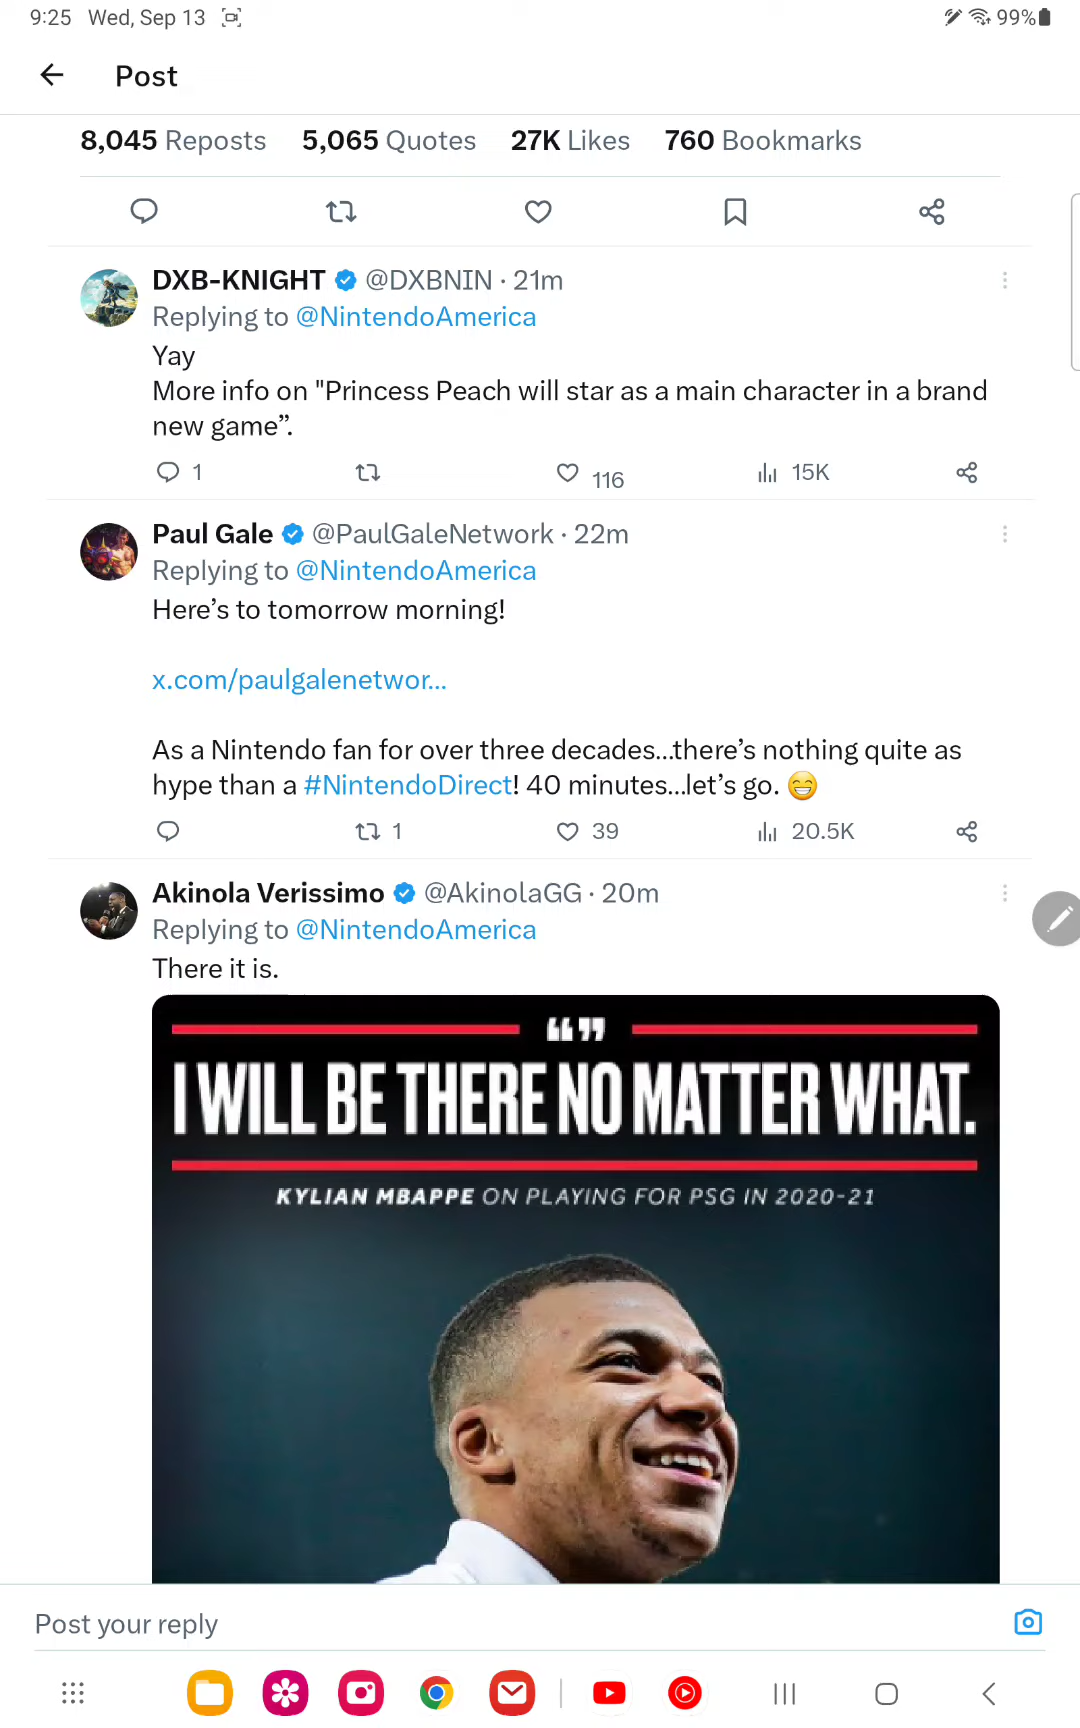 9:25 Wed, Sep 13 99%
Post
8,045 Reposts 5,065 Quotes 27K Likes 760 Bookmarks
DXB-KNIGHT @DXBNIN · 21m
Replying to @NintendoAmerica
Yay
More info on "Princess Peach will star as a main character in a brand
new game”.
1 116 15K
Paul Gale @PaulGaleNetwork · 22m
Replying to @NintendoAmerica
Here’s to tomorrow morning!
x.com/paulgalenetwor...
As a Nintendo fan for over three decades...there’s nothing quite as
hype than a #NintendoDirect! 40 minutes...let’s go. 😁
1 39 20.5K
Akinola Verissimo @AkinolaGG · 20m
Replying to @NintendoAmerica
There it is.
“”
I WILL BE THERE NO MATTER WHAT.
KYLIAN MBAPPE ON PLAYING FOR PSG IN 2020-21
Post your reply